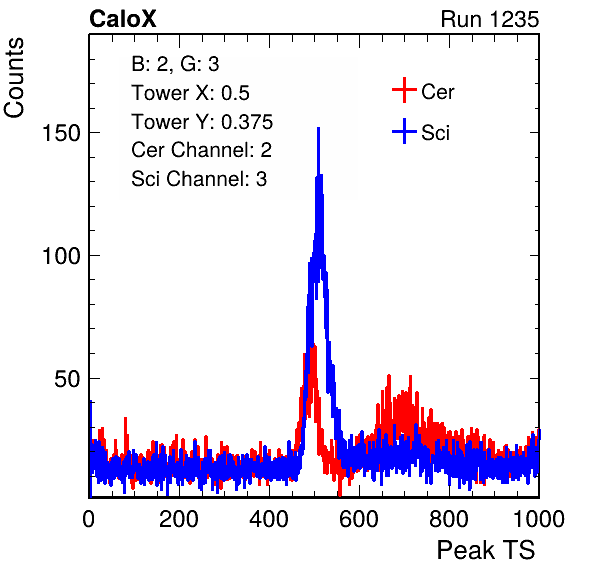 CaloX Run 1235
Counts
B: 2, G: 3
Tower X: 0.5
Tower Y: 0.375
Cer Channel: 2
Sci Channel: 3
Cer
Sci
150
100
50
0 200 400 600 800 1000
Peak TS